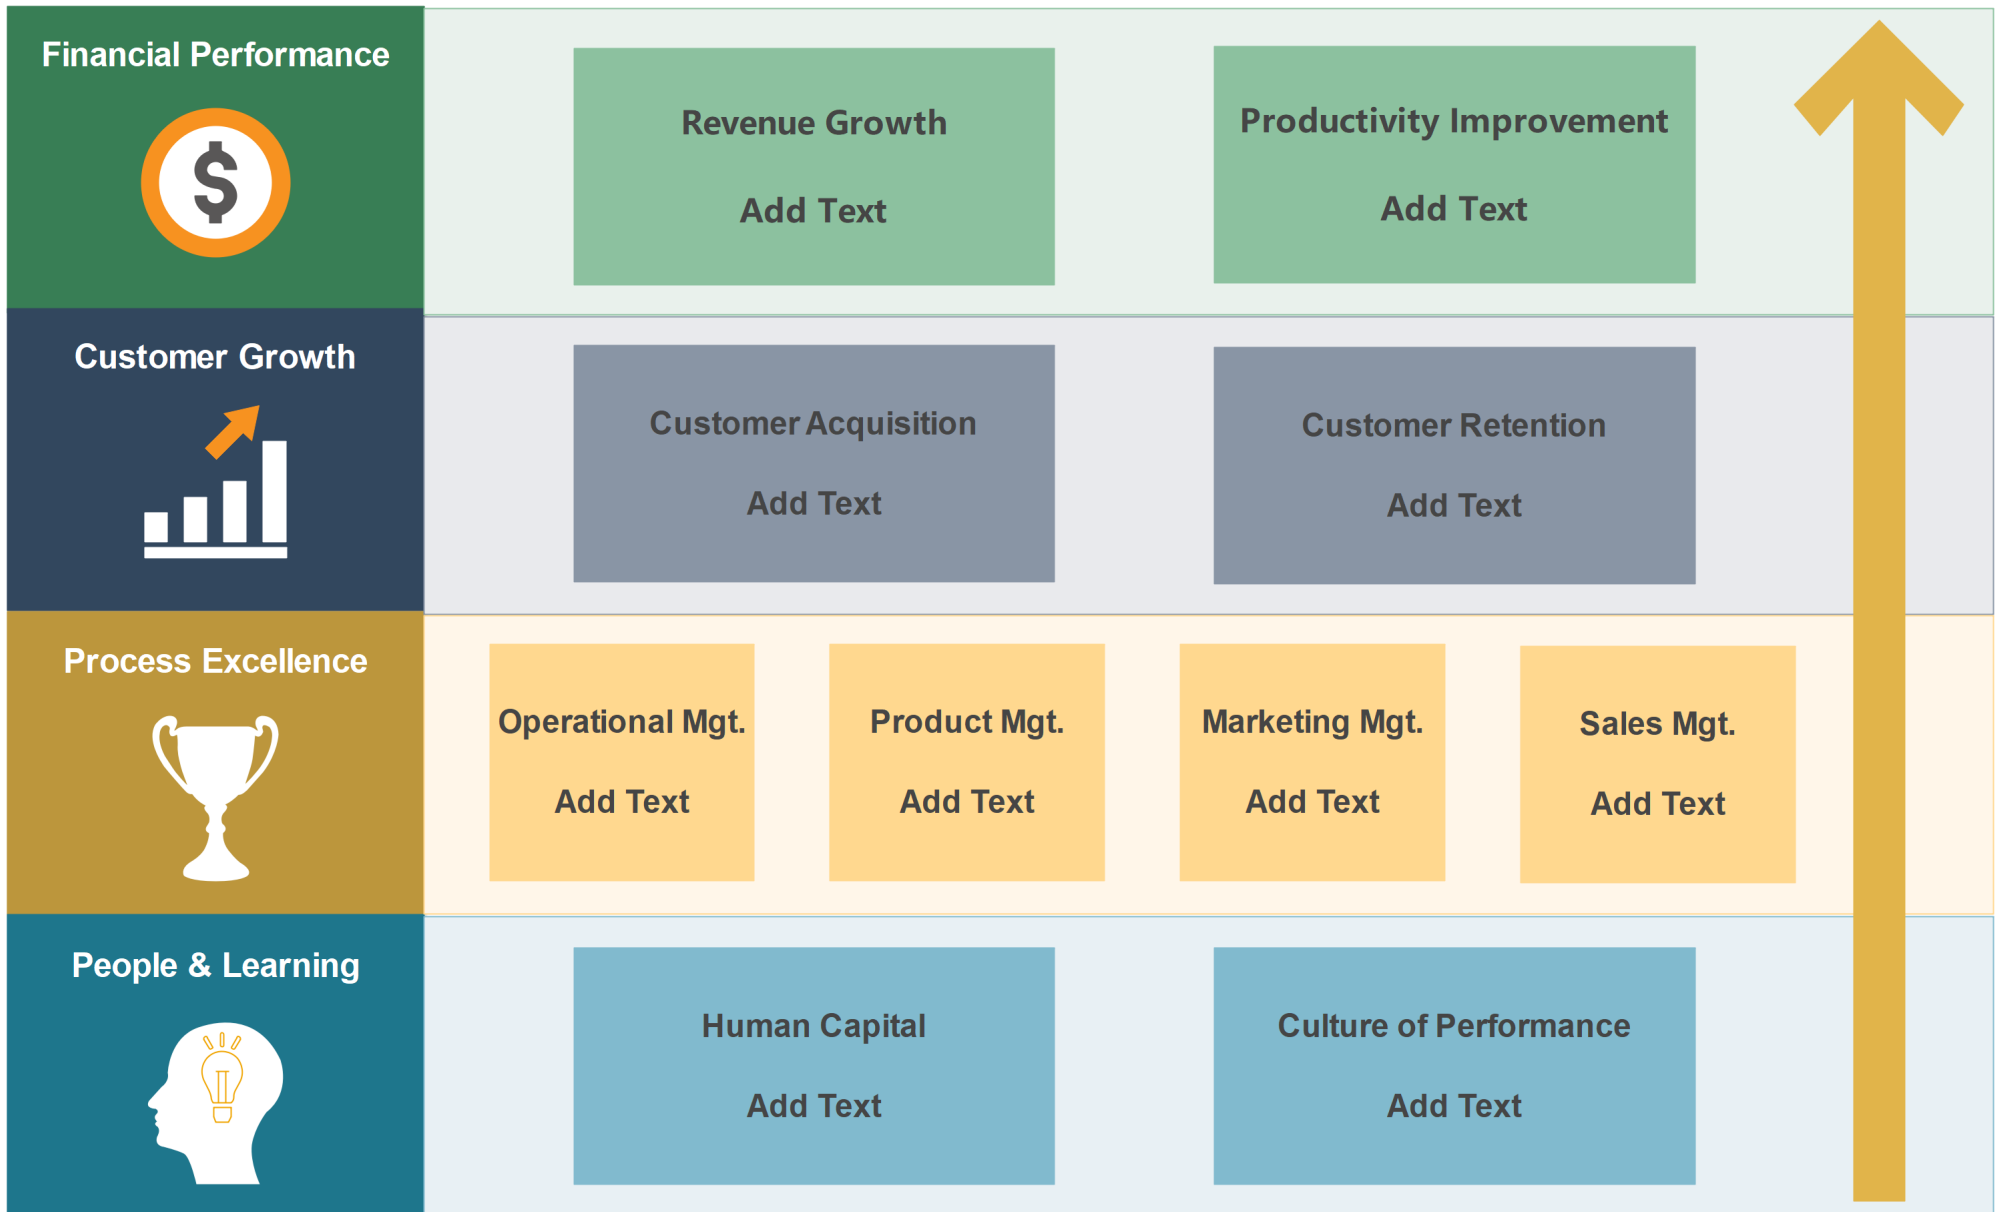 Financial Performance
$
Revenue Growth
Add Text
Productivity Improvement
Add Text
Customer Growth
Customer Acquisition
Add Text
Customer Retention
Add Text
Process Excellence
Operational Mgt.
Add Text
Product Mgt.
Add Text
Marketing Mgt.
Add Text
Sales Mgt.
Add Text
People & Learning
Human Capital
Add Text
Culture of Performance
Add Text